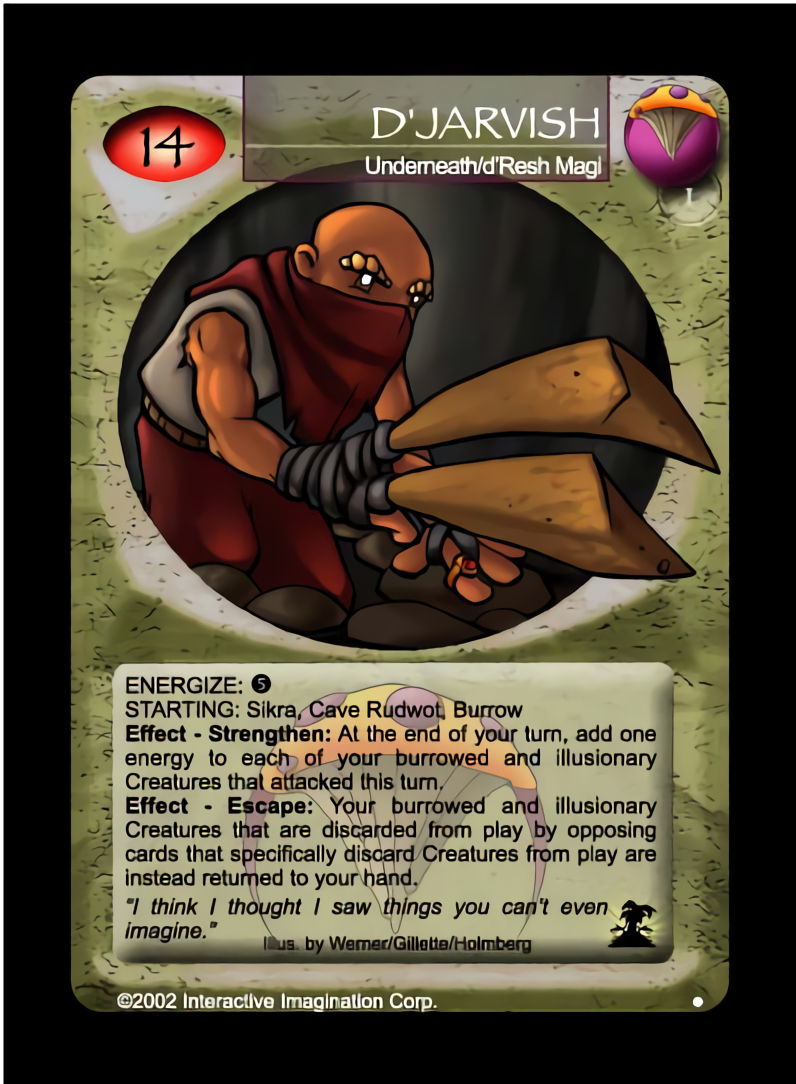 14
D'JARVISH
Underneath/d'Resh Magi
I
ENERGIZE: 5
STARTING: Sikra, Cave Rudwot, Burrow
Effect - Strengthen: At the end of your turn, add one
energy to each of your burrowed and illusionary
Creatures that attacked this turn.
Effect - Escape: Your burrowed and illusionary
Creatures that are discarded from play by opposing
cards that specifically discard Creatures from play are
instead returned to your hand.
"I think I thought I saw things you can't even
imagine."
Illus. by Werner/Gillette/Holmberg
©2002 Interactive Imagination Corp.